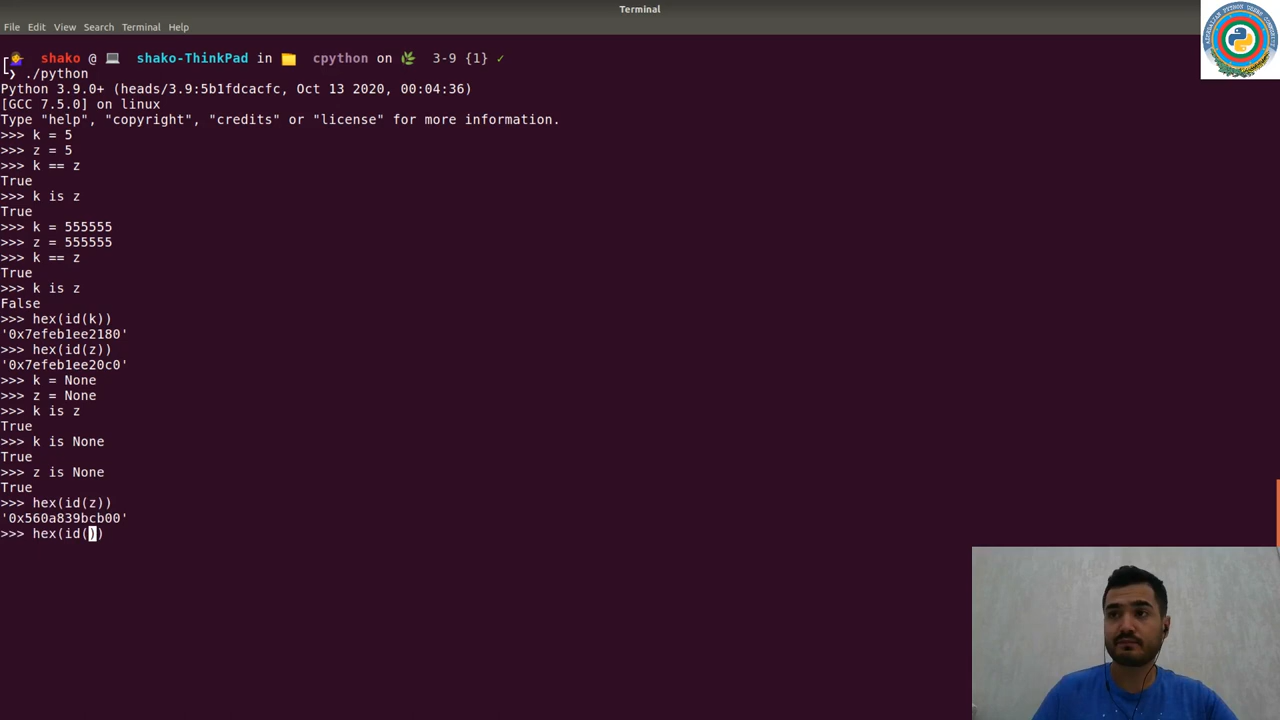 Terminal
File Edit View Search Terminal Help
shako @ shako-ThinkPad in cpython on 3-9 {1} ✓
❯ ./python
Python 3.9.0+ (heads/3.9:5b1fdcacfc, Oct 13 2020, 00:04:36)
[GCC 7.5.0] on linux
Type "help", "copyright", "credits" or "license" for more information.
>>> k = 5
>>> z = 5
>>> k == z
True
>>> k is z
True
>>> k = 555555
>>> z = 555555
>>> k == z
True
>>> k is z
False
>>> hex(id(k))
'0x7efeb1ee2180'
>>> hex(id(z))
'0x7efeb1ee20c0'
>>> k = None
>>> z = None
>>> k is z
True
>>> k is None
True
>>> z is None
True
>>> hex(id(z))
'0x560a839bcb00'
>>> hex(id())
AZERBAIJAN PYTHON USERS COMMUNITY